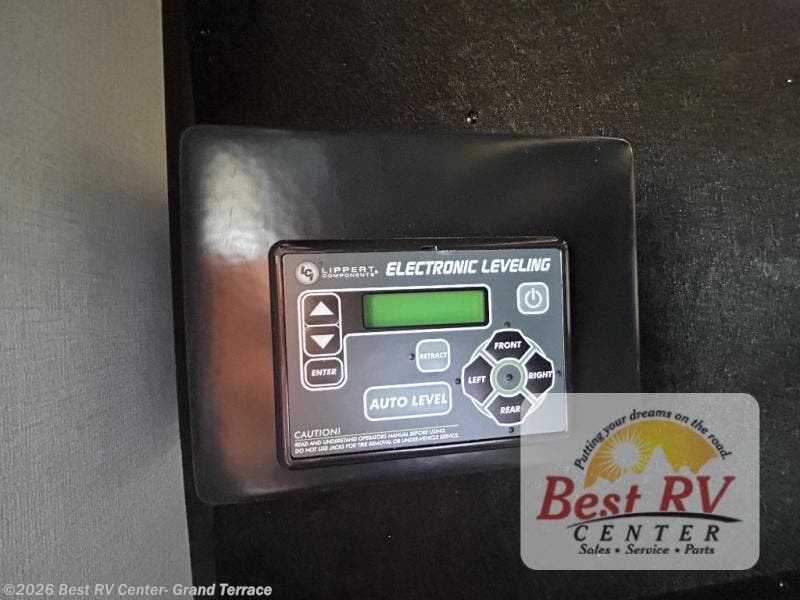 LCI LIPPERT COMPONENTS® ELECTRONIC LEVELING
ENTER
RETRACT
AUTO LEVEL
FRONT
LEFT
RIGHT
REAR
CAUTION!
READ AND UNDERSTAND OPERATORS MANUAL BEFORE USING.
DO NOT USE JACKS FOR TIRE REMOVAL OR UNDER-VEHICLE SERVICE.
Putting your dreams on the road.
Best RV
CENTER
Sales • Service • Parts
©2026 Best RV Center- Grand Terrace